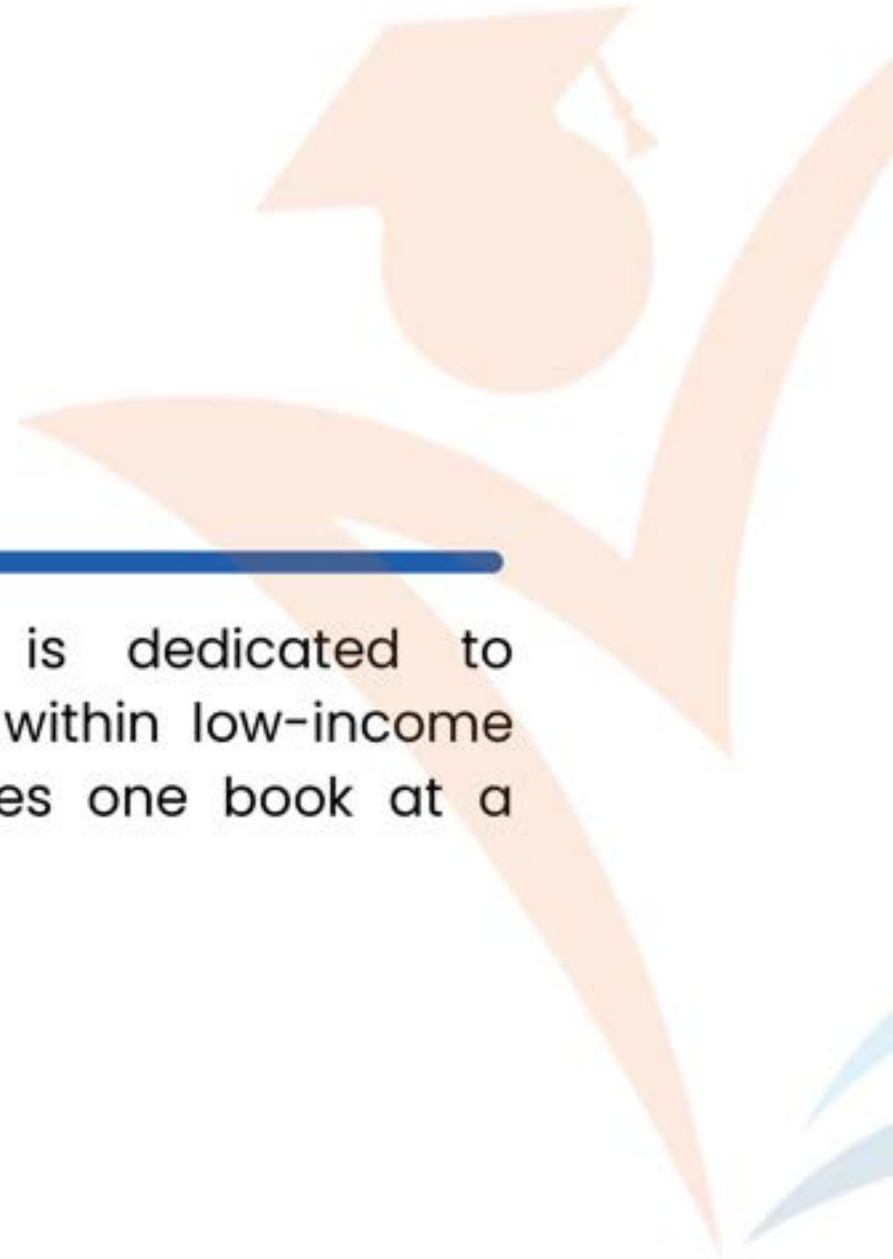 is dedicated to
within low-income
es one book at a